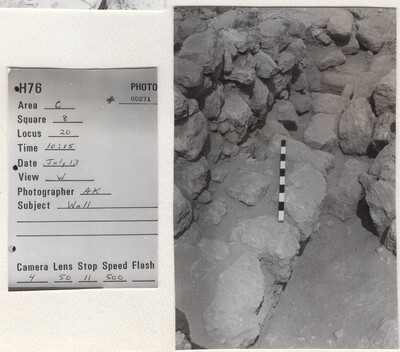 H76 PHOTO
# 00271
Area C
Square 8
Locus 20
Time 10:15
Date July 13
View W
Photographer AK
Subject Wall
Camera Lens Stop Speed Flash
4 50 11 500